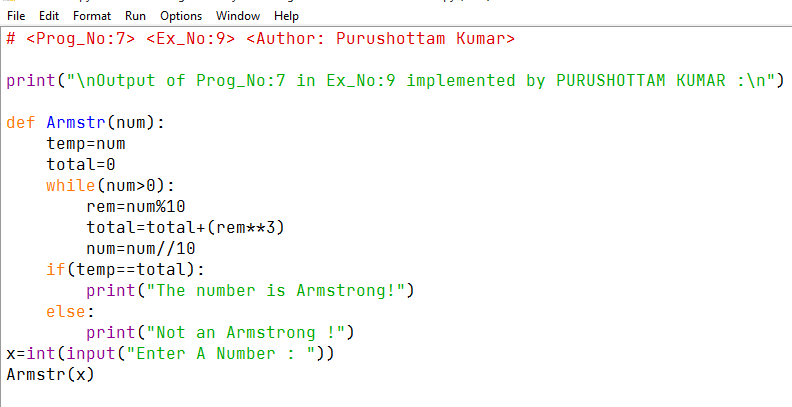 File Edit Format Run Options Window Help
# <Prog_No:7> <Ex_No:9> <Author: Purushottam Kumar>
print("\nOutput of Prog_No:7 in Ex_No:9 implemented by PURUSHOTTAM KUMAR :\n")
def Armstr(num):
    temp=num
    total=0
    while(num>0):
        rem=num%10
        total=total+(rem**3)
        num=num//10
    if(temp==total):
        print("The number is Armstrong!")
    else:
        print("Not an Armstrong !")
x=int(input("Enter A Number : "))
Armstr(x)